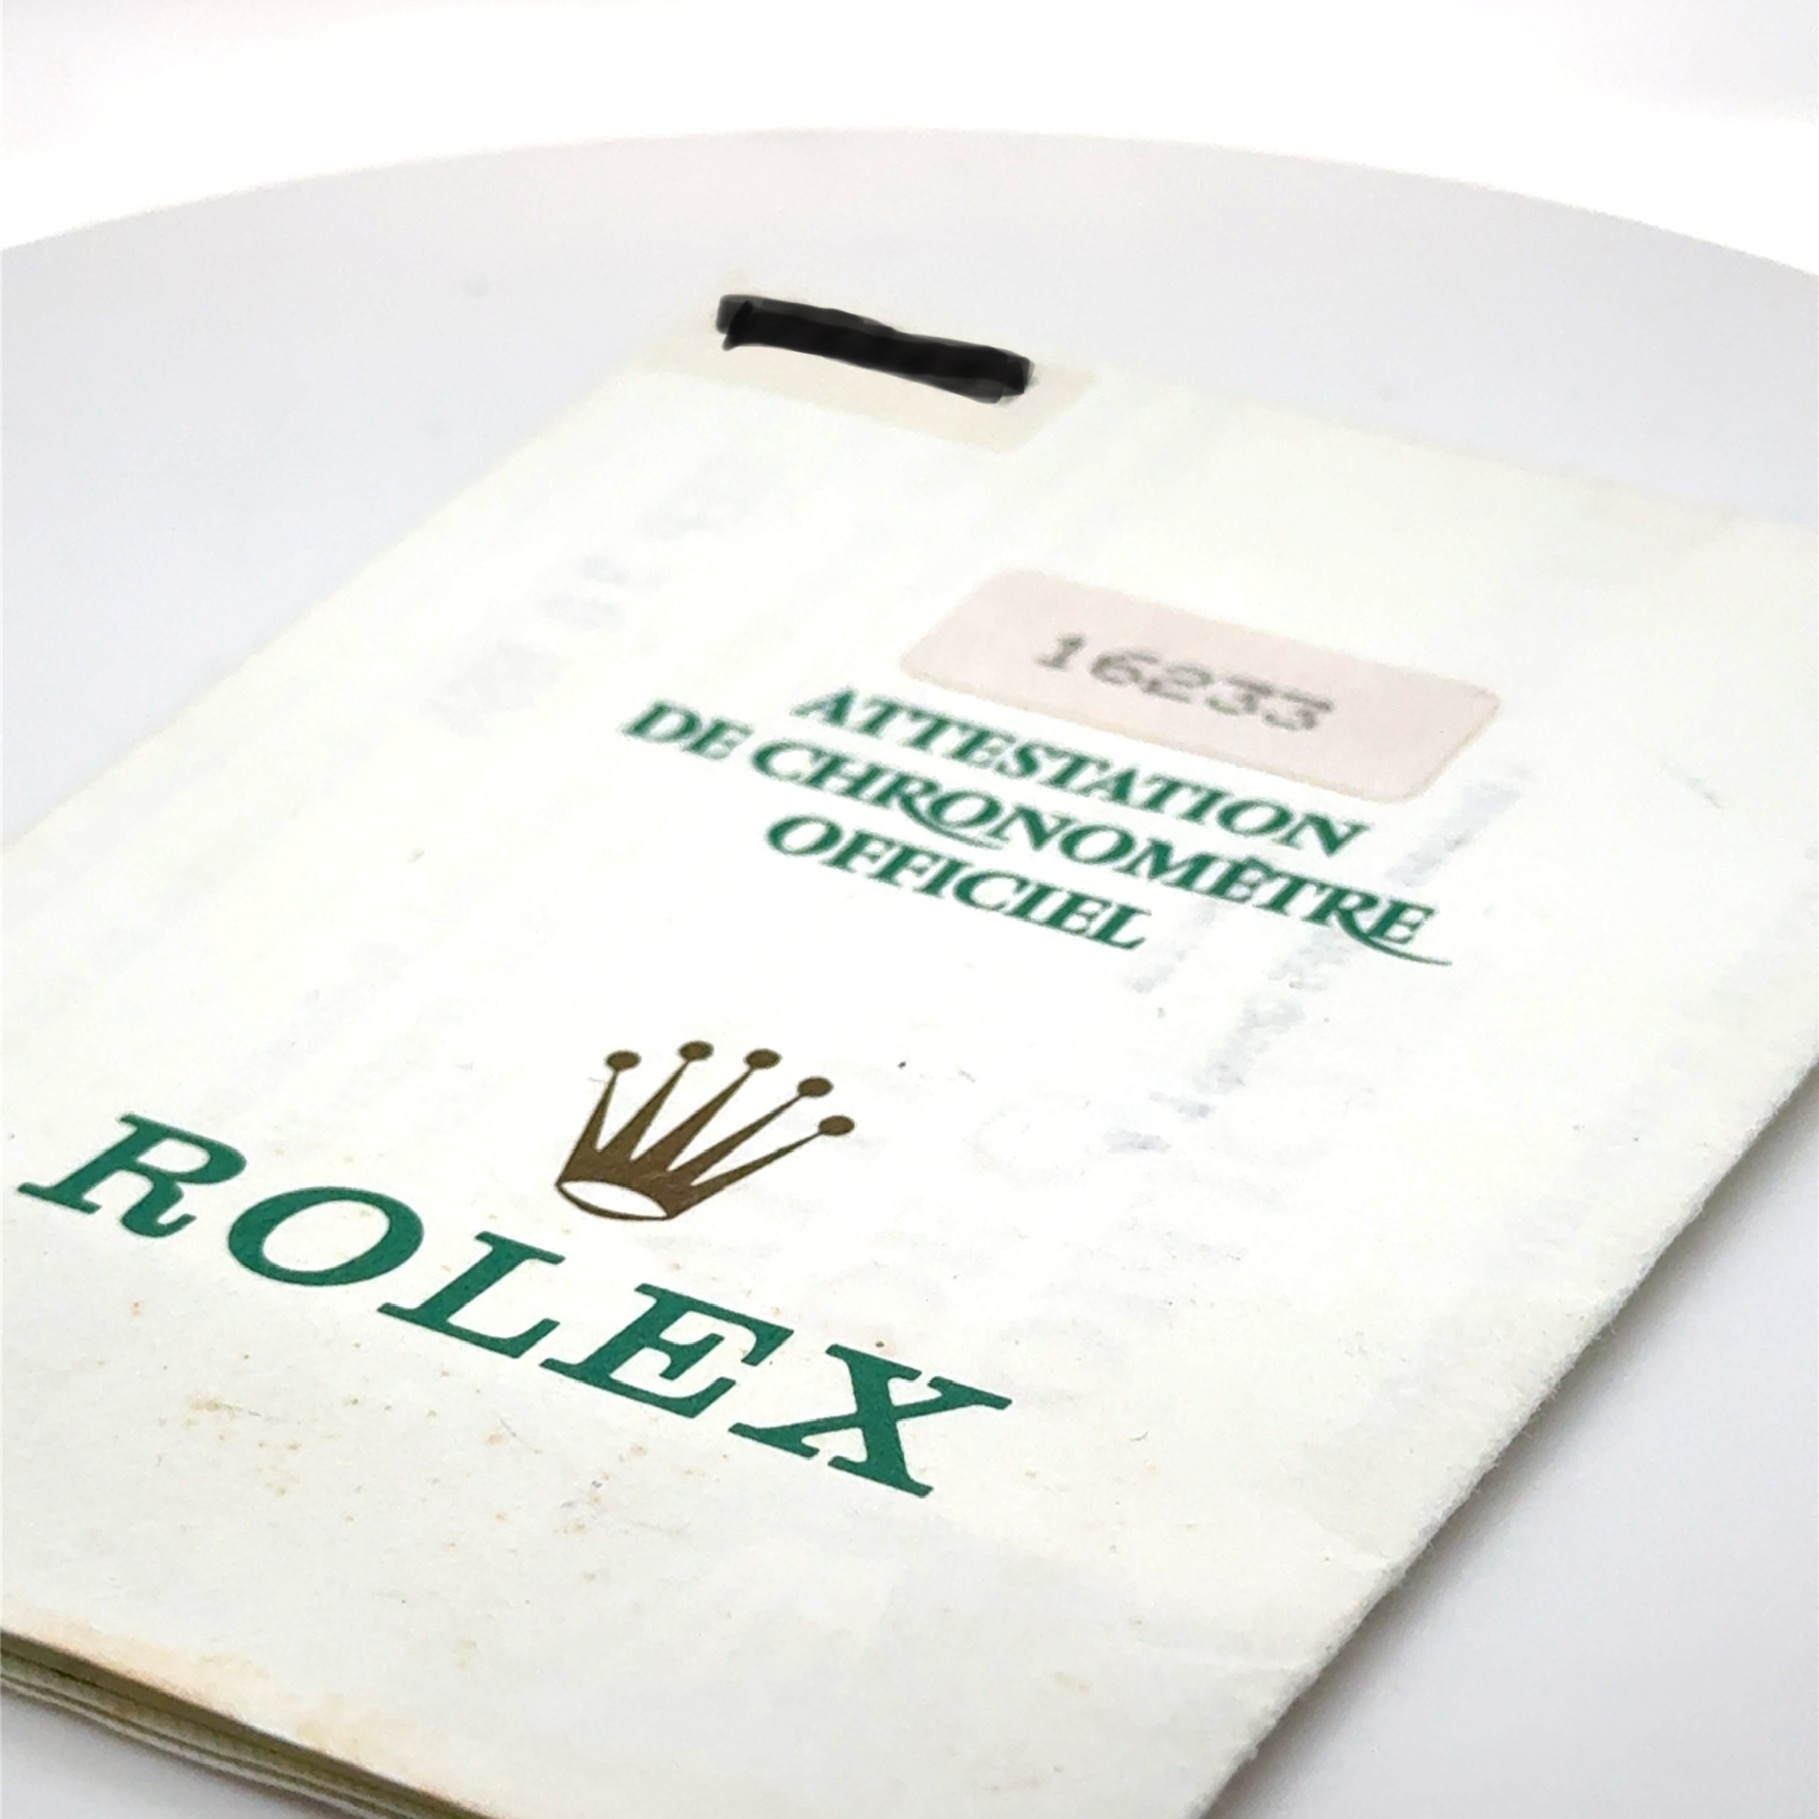 16233
ATTESTATION
DE CHRONOMÈTRE
OFFICIEL
ROLEX